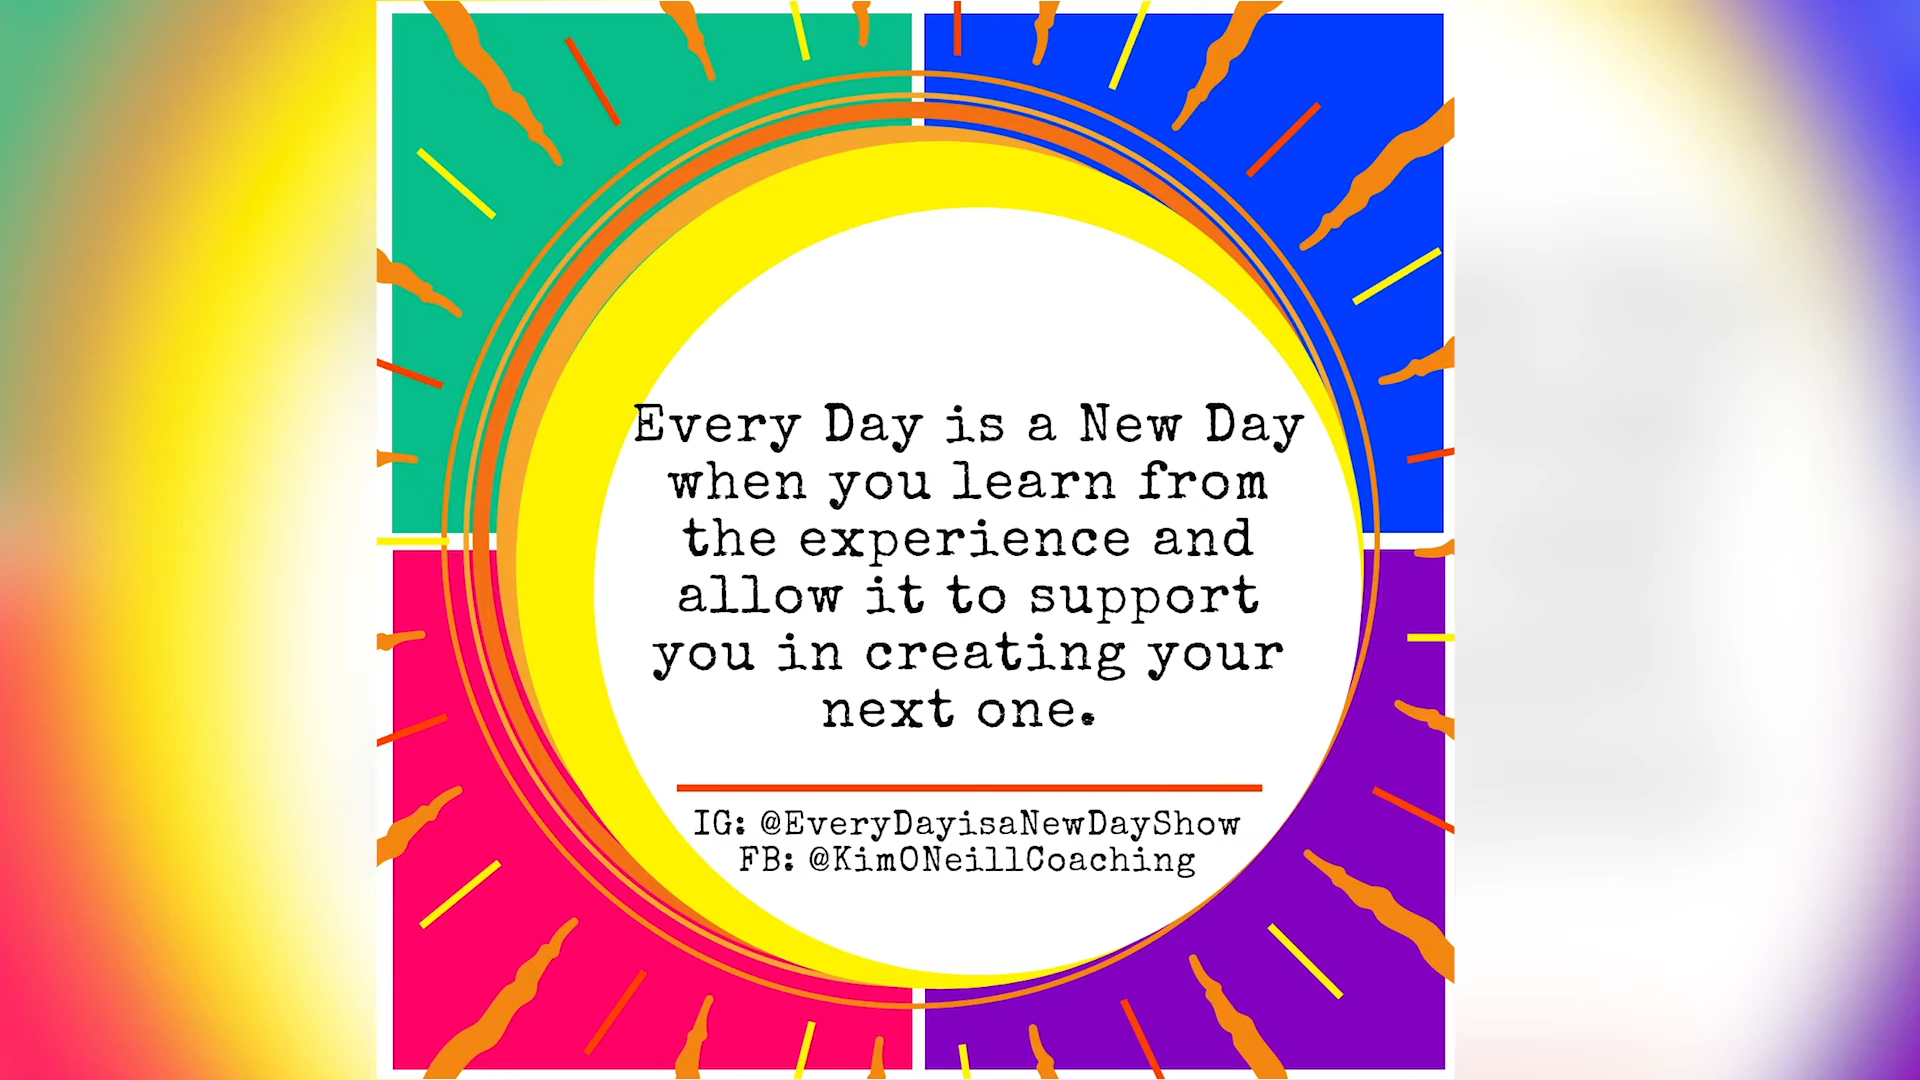 Every Day is a New Day
when you learn from
the experience and
allow it to support
you in creating your
next one.
IG: @EveryDayisaNewDayShow
FB: @KimONeillCoaching